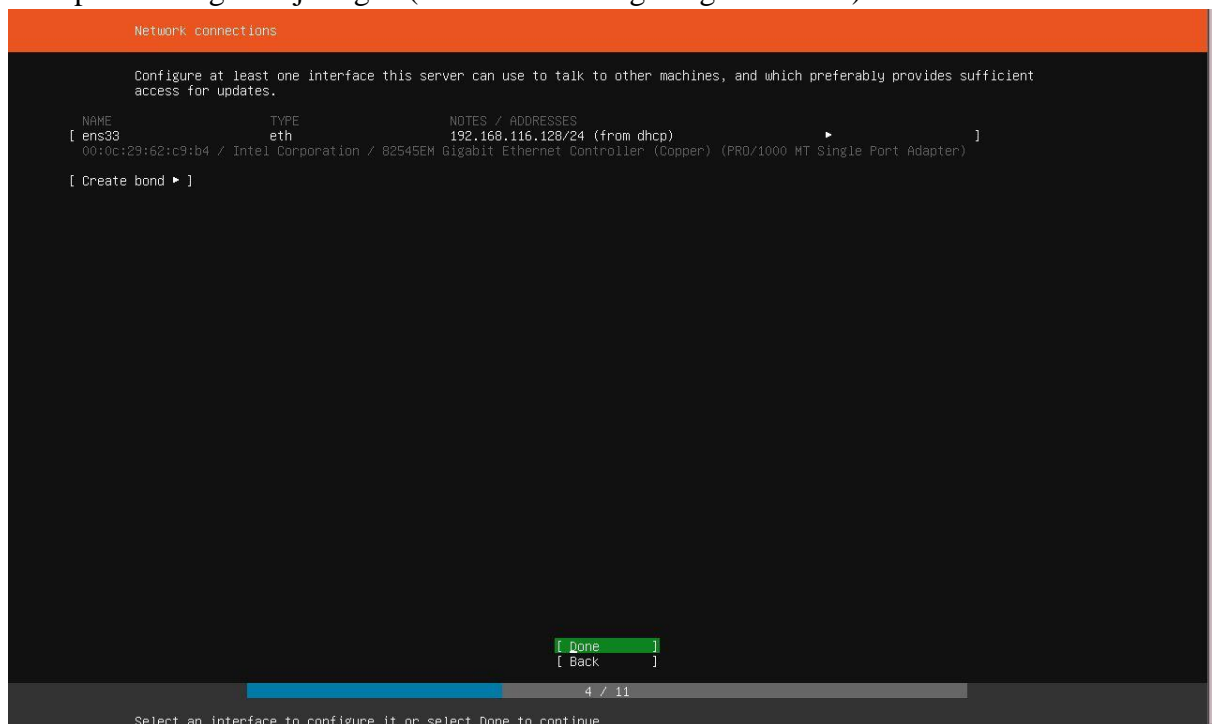 Network connections
Configure at least one interface this server can use to talk to other machines, and which preferably provides sufficient
access for updates.
NAME TYPE NOTES / ADDRESSES
[ ens33 eth 192.168.116.128/24 (from dhcp) ▸ ]
00:0c:29:62:c9:b4 / Intel Corporation / 82545EM Gigabit Ethernet Controller (Copper) (PRO/1000 MT Single Port Adapter)
[ Create bond ▸ ]
[ Done ]
[ Back ]
4 / 11
Select an interface to configure it or select Done to continue